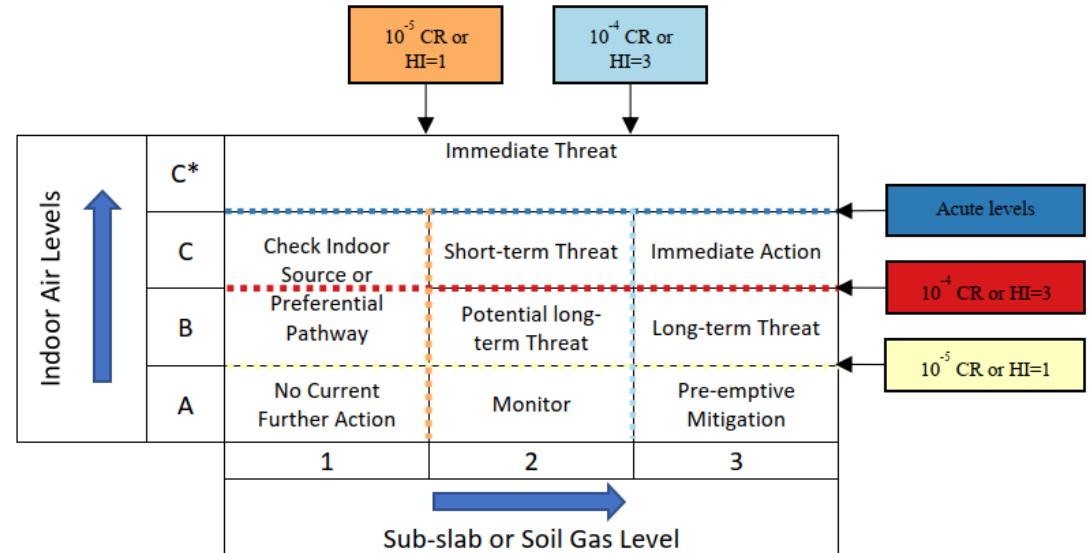 10⁻⁵ CR or
HI=1
10⁻⁴ CR or
HI=3
Indoor Air Levels
C*
Immediate Threat
Acute levels
C
Check Indoor
Source or
Preferential
Pathway
Short-term Threat
Immediate Action
10⁻⁴ CR or HI=3
B
Potential long-
term Threat
Long-term Threat
10⁻⁵ CR or HI=1
A
No Current
Further Action
Monitor
Pre-emptive
Mitigation
1
2
3
Sub-slab or Soil Gas Level